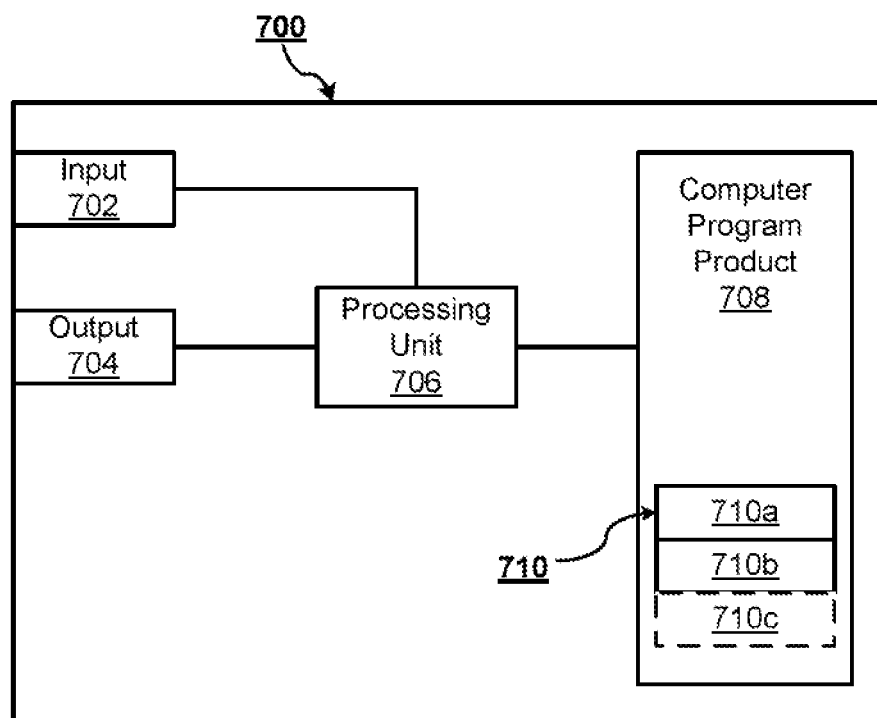 700
Input
702
Output
704
Processing
Unit
706
Computer
Program
Product
708
710
710a
710b
710c